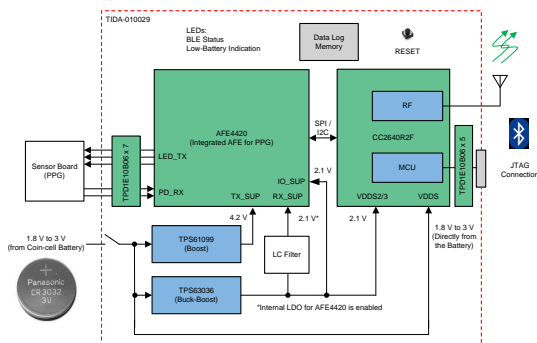 TIDA-010029
LEDs:
BLE Status
Low-Battery Indication
Data Log
Memory
RESET
AFE4420
(Integrated AFE for PPG)
SPI /
I2C
RF
CC2640R2F
MCU
Sensor Board
(PPG)
TPD1E10B06 x 7
LED_TX
PD_RX
IO_SUP
TX_SUP
RX_SUP
2.1 V
VDDS2/3
VDDS
TPD1E10B06 x 5
JTAG
Connectior
4.2 V
2.1 V*
2.1 V
1.8 V to 3 V
(Directly from
the Battery)
1.8 V to 3 V
(from Coin-cell Battery)
TPS61099
(Boost)
LC Filter
TPS63036
(Buck-Boost)
*Internal LDO for AFE4420 is enabled
Panasonic
CR 3032
3V